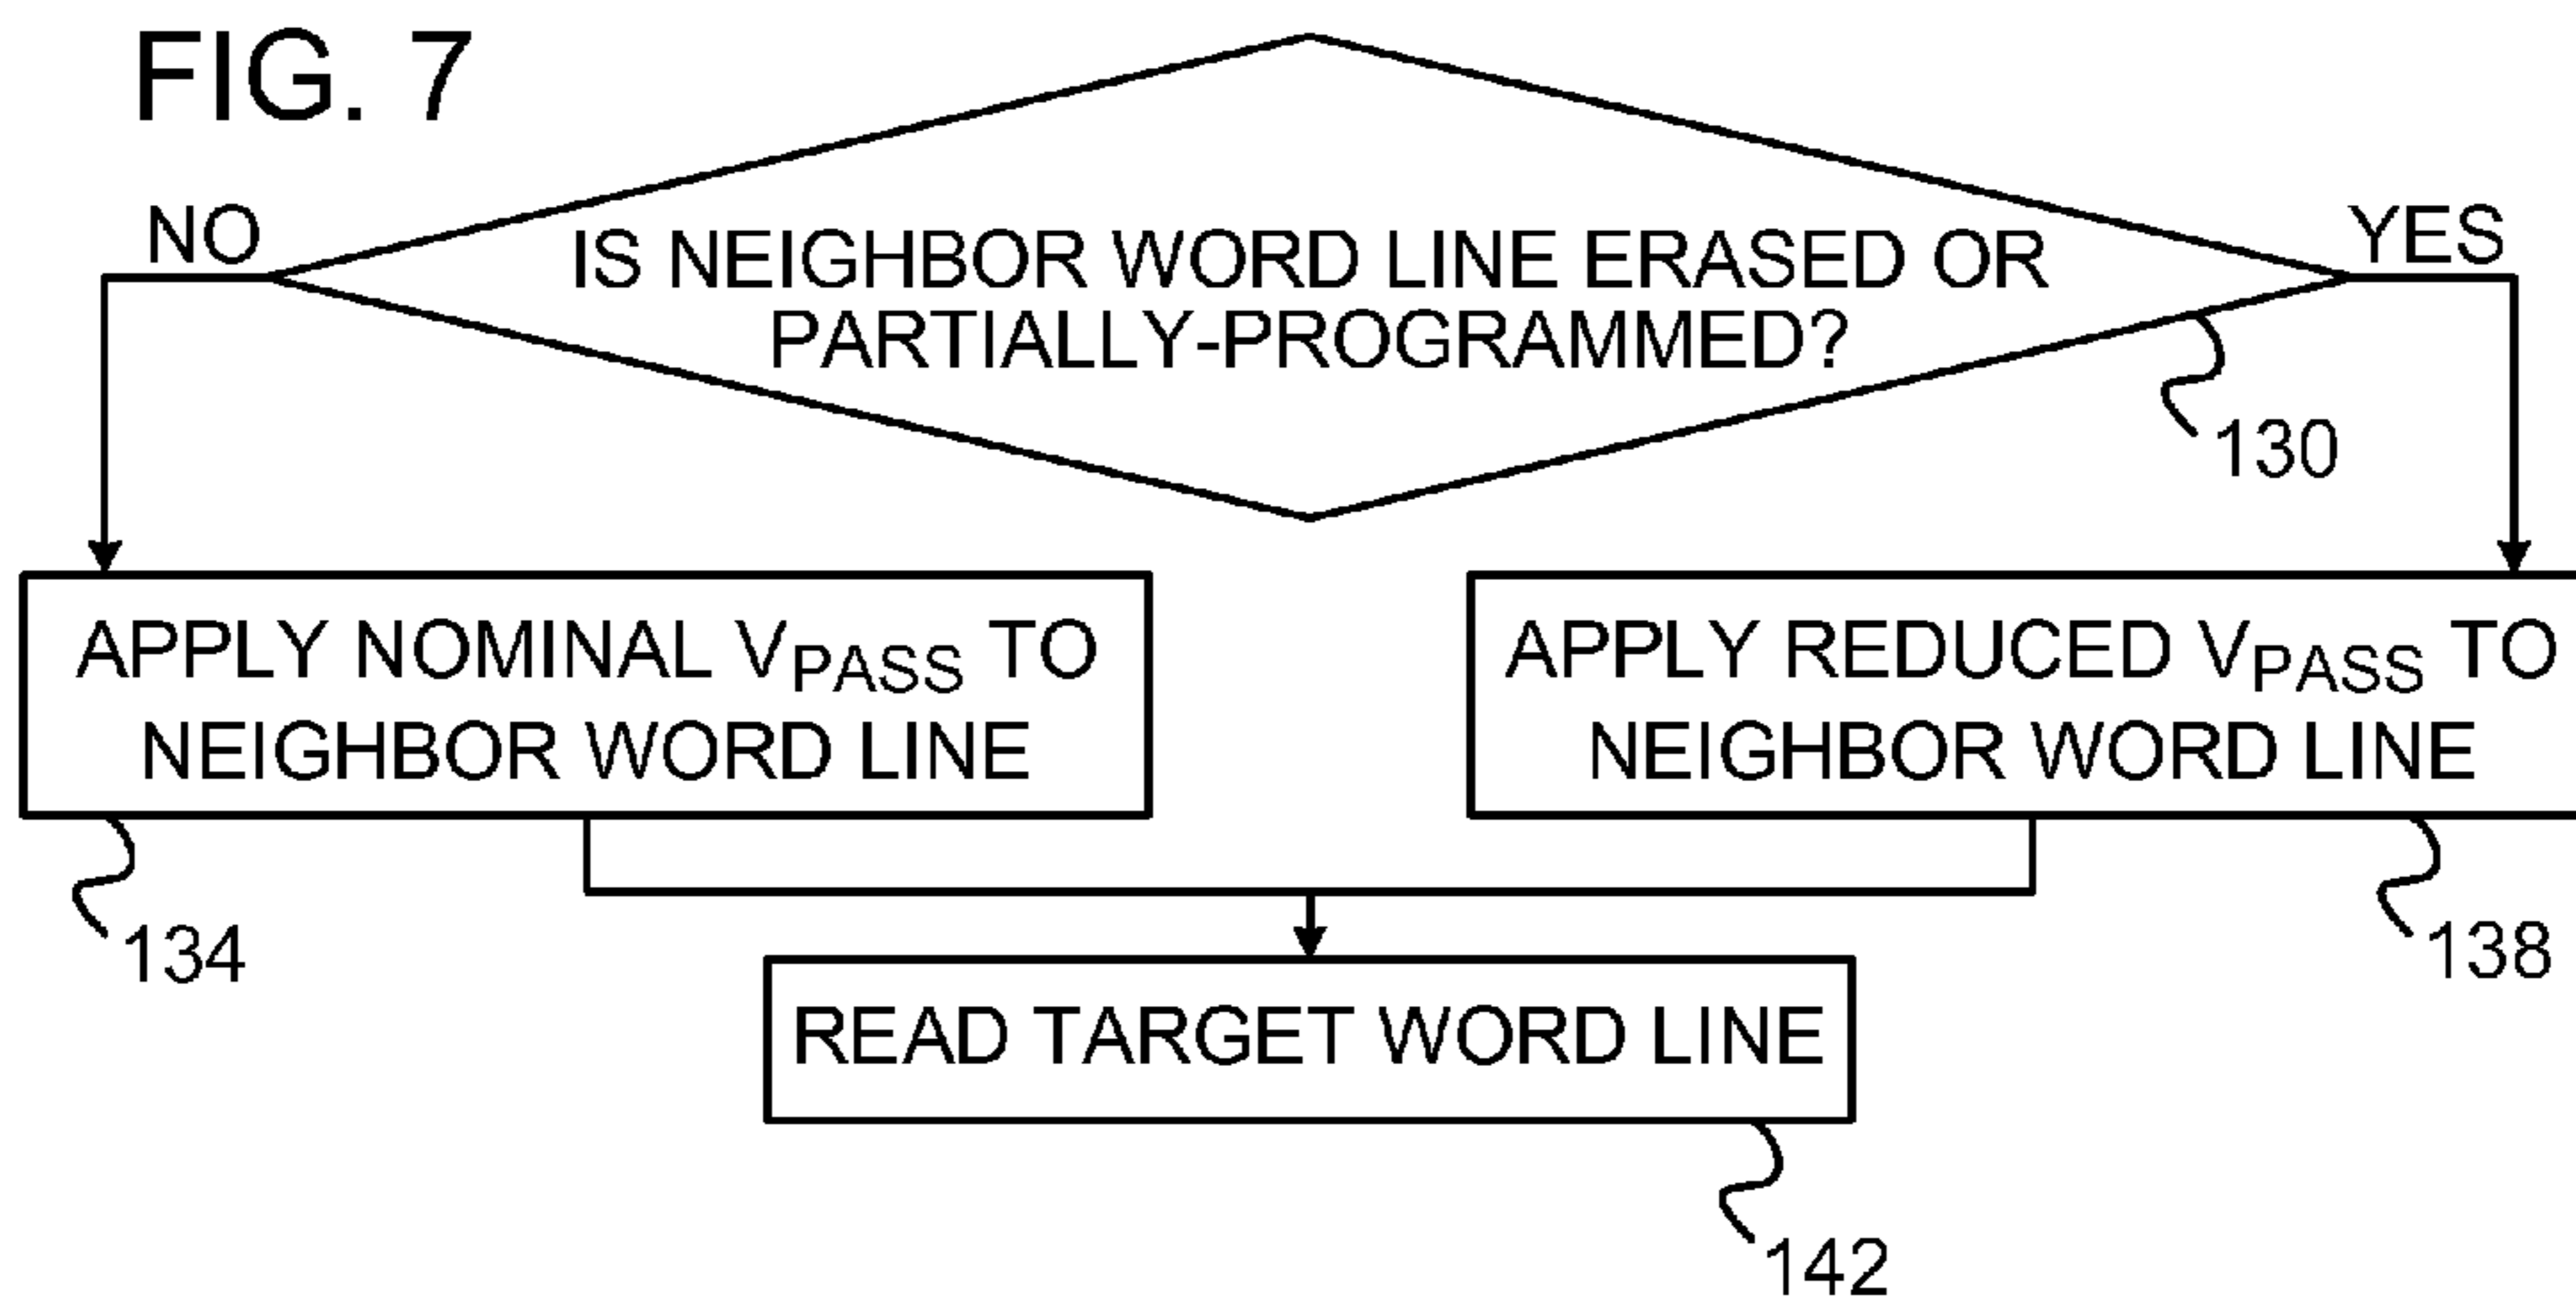 FIG. 7
NO
YES
IS NEIGHBOR WORD LINE ERASED OR
PARTIALLY-PROGRAMMED?
130
APPLY NOMINAL VPASS TO
NEIGHBOR WORD LINE
APPLY REDUCED VPASS TO
NEIGHBOR WORD LINE
134
138
READ TARGET WORD LINE
142